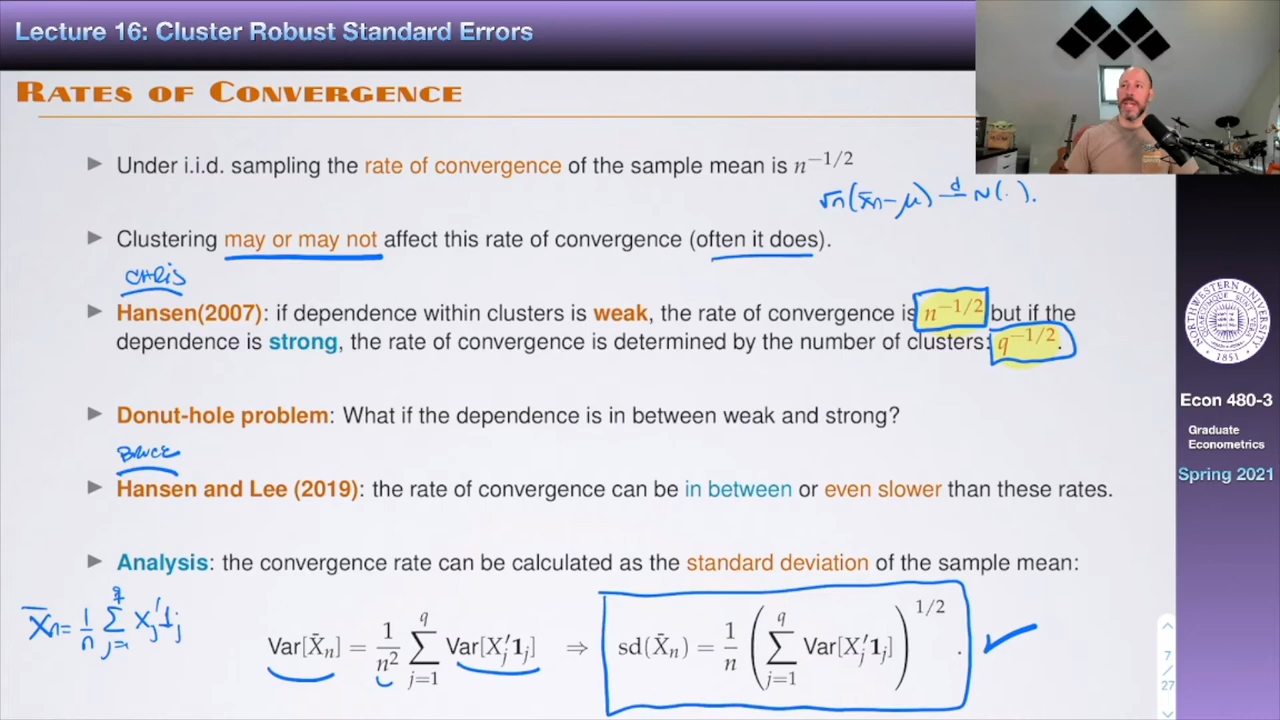 Lecture 16: Cluster Robust Standard Errors
RATES OF CONVERGENCE
▶ Under i.i.d. sampling the rate of convergence of the sample mean is n^{−1/2}
√n(X̄n−μ) →d N(·).
▶ Clustering may or may not affect this rate of convergence (often it does).
CHRIS
▶ Hansen(2007): if dependence within clusters is weak, the rate of convergence is n^{−1/2} but if the
dependence is strong, the rate of convergence is determined by the number of clusters: q^{−1/2}.
▶ Donut-hole problem: What if the dependence is in between weak and strong?
BRUCE
▶ Hansen and Lee (2019): the rate of convergence can be in between or even slower than these rates.
▶ Analysis: the convergence rate can be calculated as the standard deviation of the sample mean:
X̄n = 1/n ∑_{j=1}^{q} X_j′1_j
Var[X̄_n] = 1/n² ∑_{j=1}^{q} Var[X_j′1_j] ⇒ sd(X̄_n) = 1/n (∑_{j=1}^{q} Var[X_j′1_j])^{1/2}. ✓
NORTHWESTERN UNIVERSITY
1851
Econ 480-3
Graduate
Econometrics
Spring 2021
7
/
27